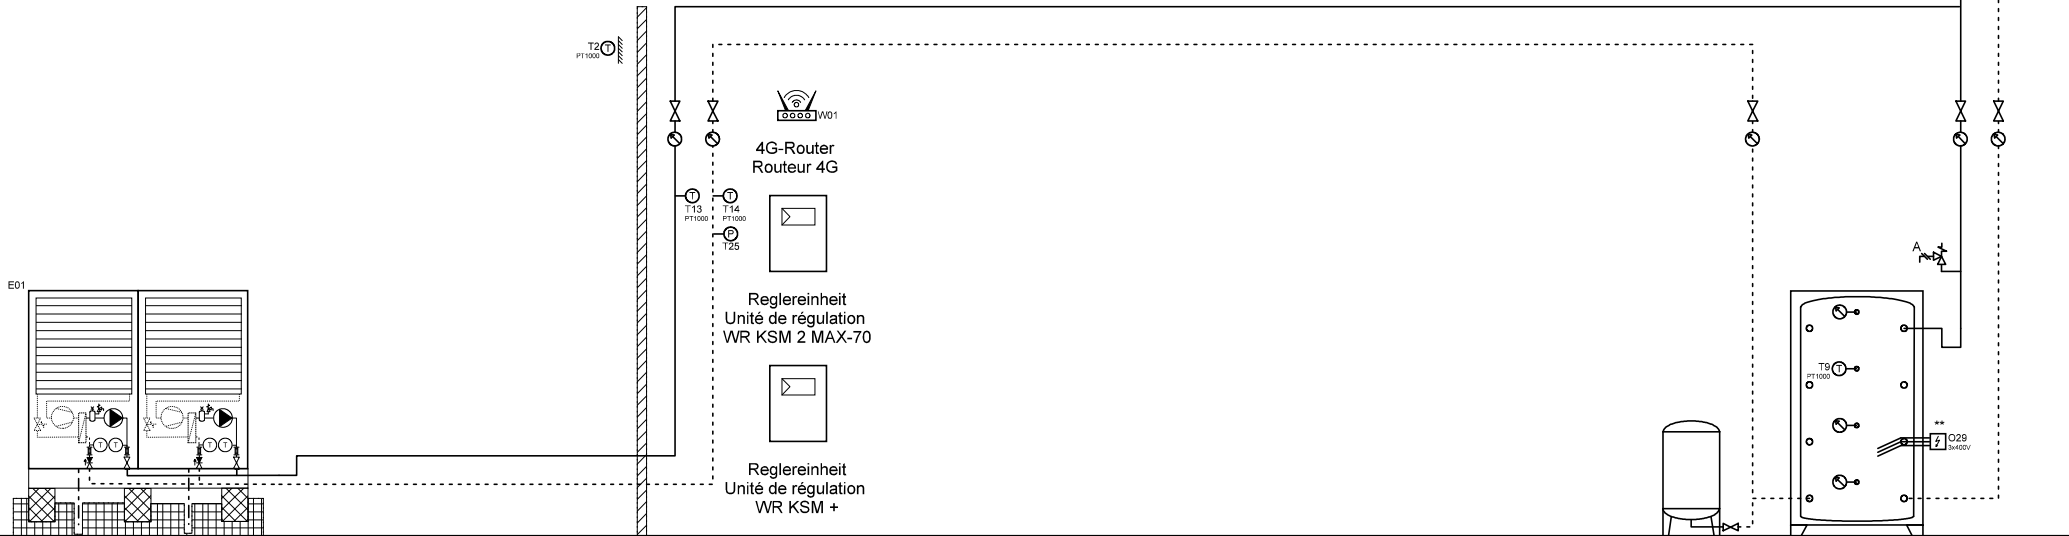 T2
T
PT1000
W01
4G-Router
Routeur 4G
T
T13
PT1000
T
T14
PT1000
P
T25
A
E01
Reglereinheit
Unité de régulation
WR KSM 2 MAX-70
T9
T
PT1000
**
O29
3x400V
T
T
T
T
Reglereinheit
Unité de régulation
WR KSM +